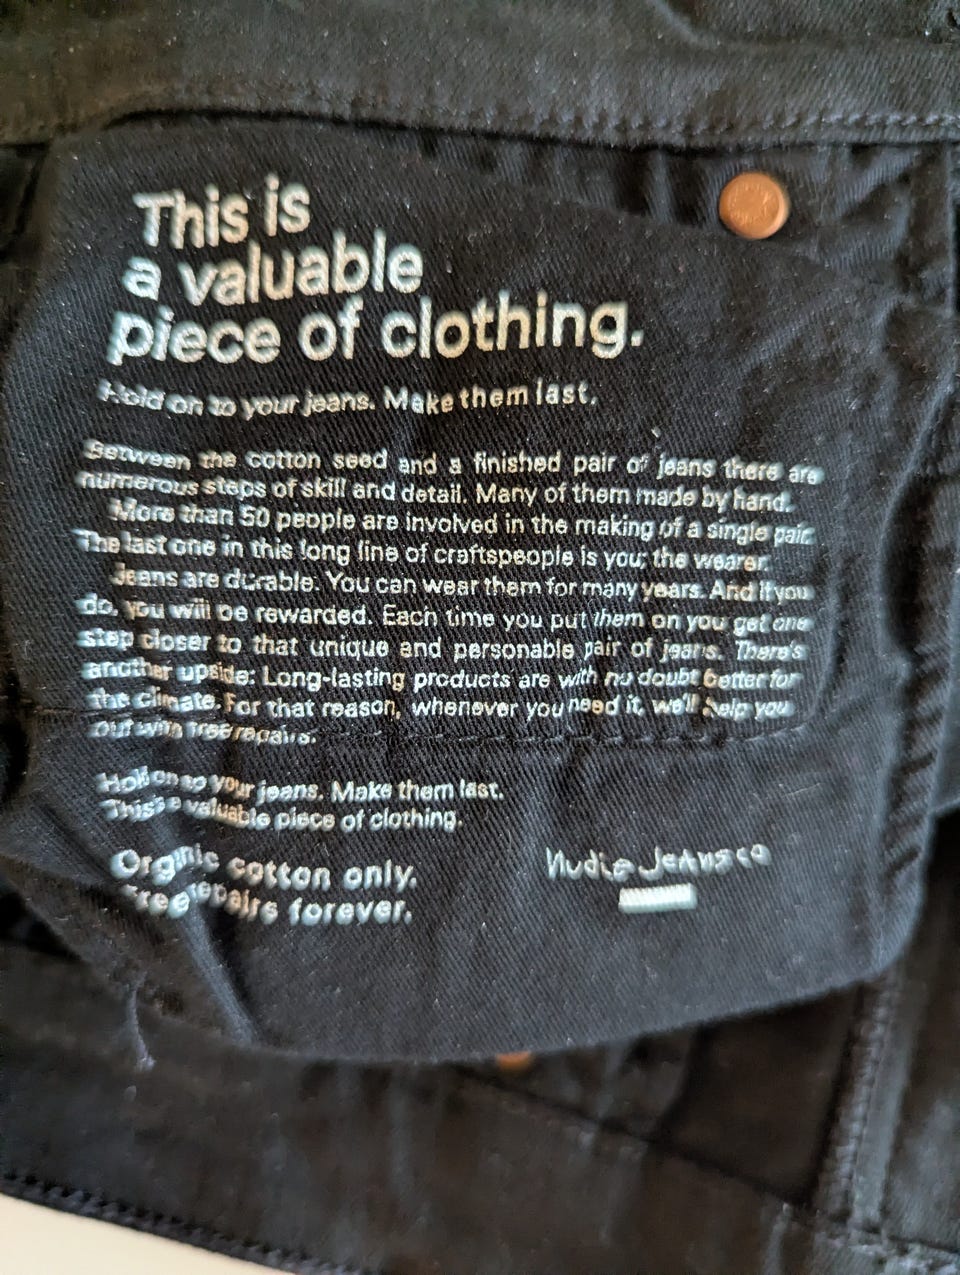 This is
a valuable
piece of clothing.
Hold on to your jeans. Make them last.
Between the cotton seed and a finished pair of jeans there are
numerous steps of skill and detail. Many of them made by hand.
More than 50 people are involved in the making of a single pair.
The last one in this long line of craftspeople is you; the wearer.
Jeans are durable. You can wear them for many years. And if you
do, you will be rewarded. Each time you put them on you get one
step closer to that unique and personable pair of jeans. There's
another upside: Long-lasting products are with no doubt better for
the climate. For that reason, whenever you need it, we'll help you
out with free repairs.
Hold on to your jeans. Make them last.
This is a valuable piece of clothing.
Organic cotton only.
Free repairs forever.
Nudie Jeans co